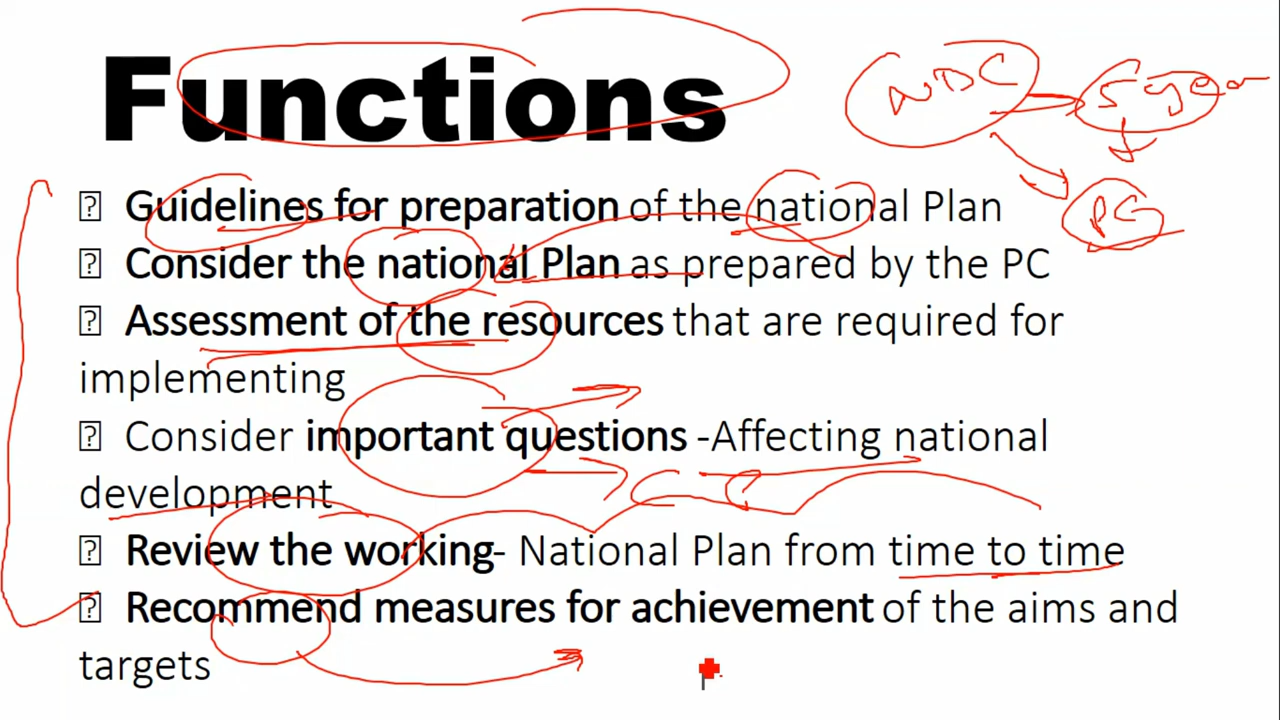 Functions
NDC 5 year
PC
⍰ Guidelines for preparation of the national Plan
⍰ Consider the national Plan as prepared by the PC
⍰ Assessment of the resources that are required for
implementing
⍰ Consider important questions -Affecting national
development
⍰ Review the working- National Plan from time to time
⍰ Recommend measures for achievement of the aims and
targets